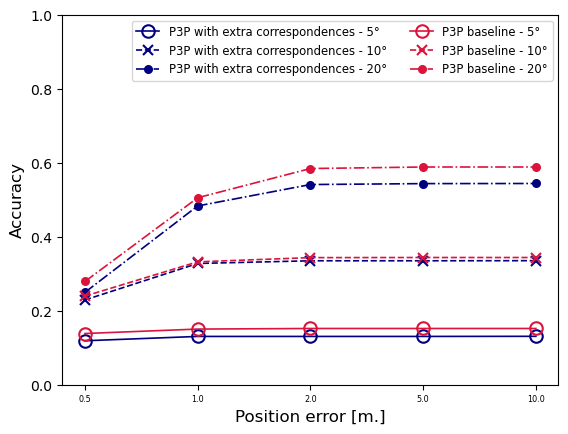 1.0
0.8
0.6
0.4
0.2
0.0
Accuracy
P3P with extra correspondences - 5°
P3P with extra correspondences - 10°
P3P with extra correspondences - 20°
P3P baseline - 5°
P3P baseline - 10°
P3P baseline - 20°
0.5 1.0 2.0 5.0 10.0
Position error [m.]